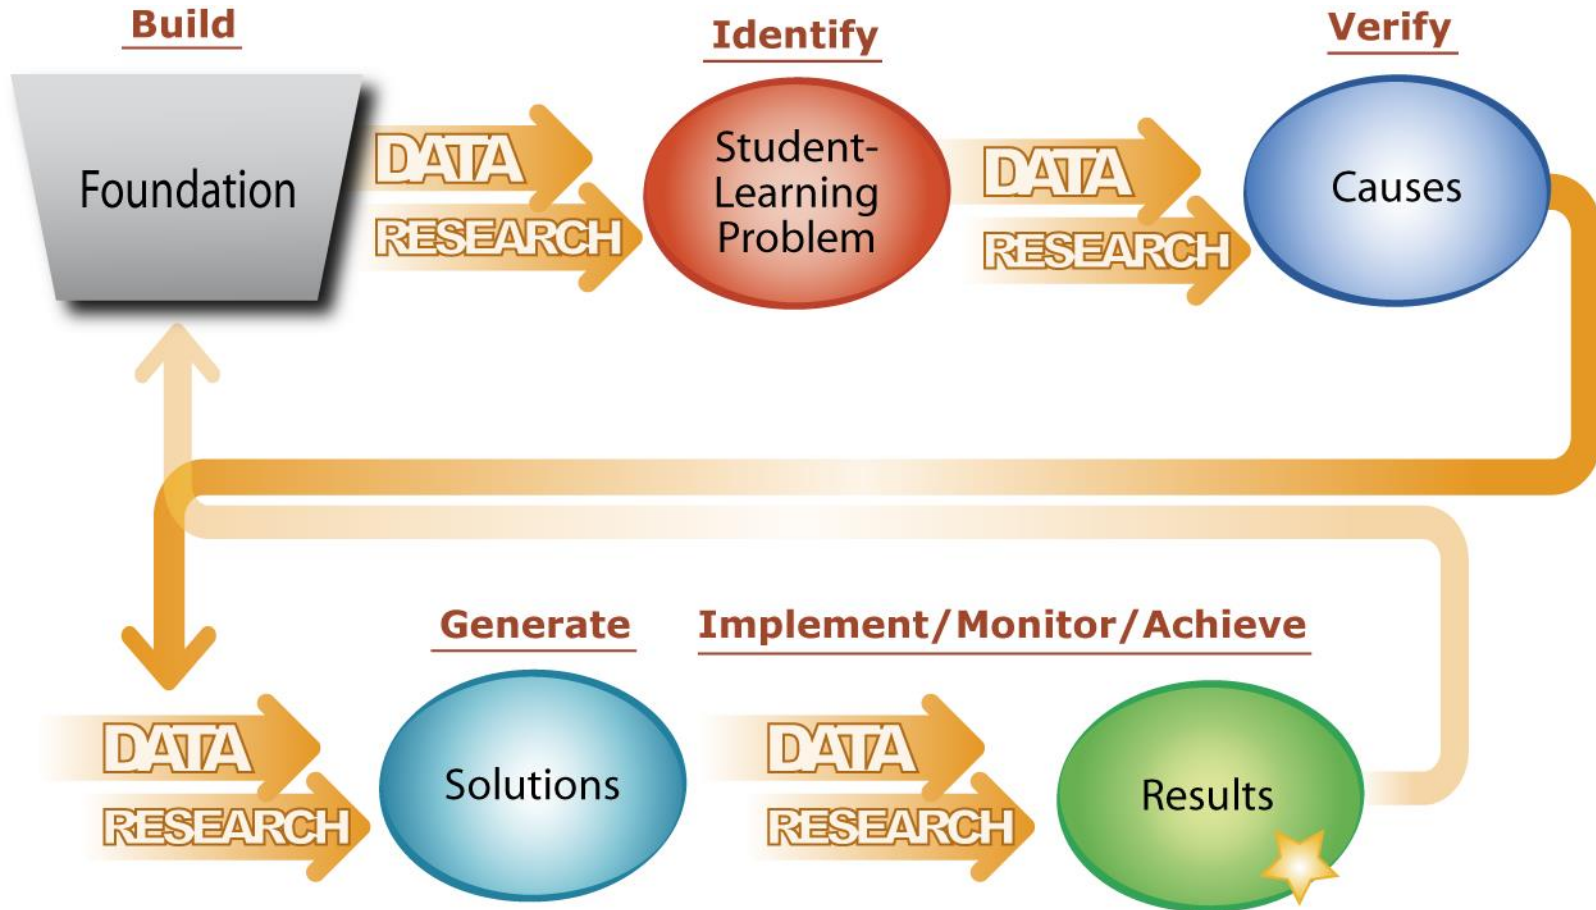 Build
Identify
Verify
Foundation
DATA
RESEARCH
Student-
Learning
Problem
DATA
RESEARCH
Causes
Generate
Implement/Monitor/Achieve
DATA
RESEARCH
Solutions
DATA
RESEARCH
Results